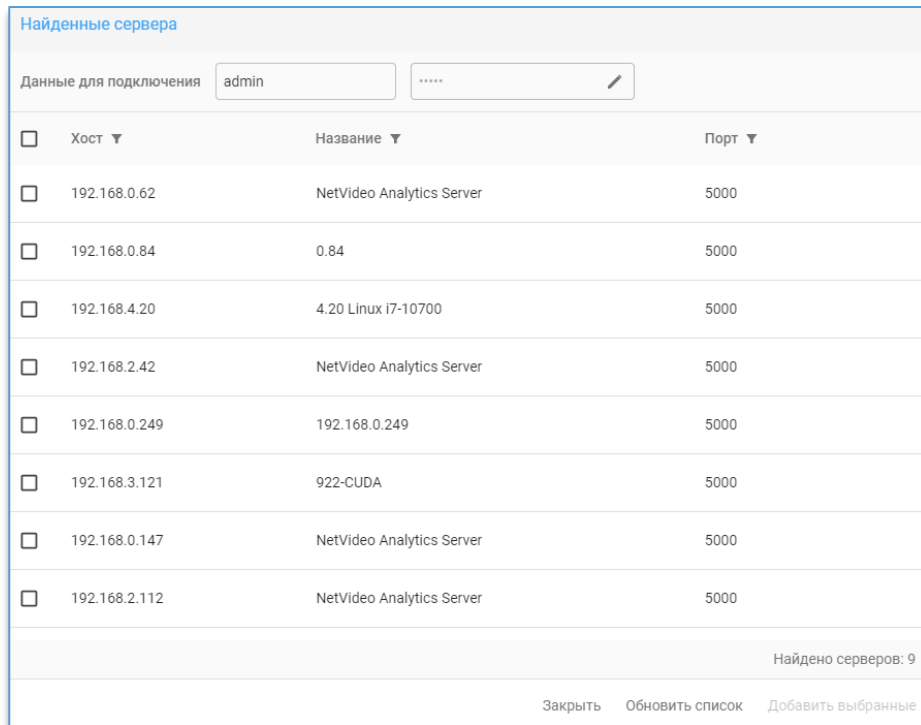 Найденные сервера
Данные для подключения admin •••••
Хост Название Порт
192.168.0.62 NetVideo Analytics Server 5000
192.168.0.84 0.84 5000
192.168.4.20 4.20 Linux i7-10700 5000
192.168.2.42 NetVideo Analytics Server 5000
192.168.0.249 192.168.0.249 5000
192.168.3.121 922-CUDA 5000
192.168.0.147 NetVideo Analytics Server 5000
192.168.2.112 NetVideo Analytics Server 5000
Найдено серверов: 9
Закрыть Обновить список Добавить выбранные